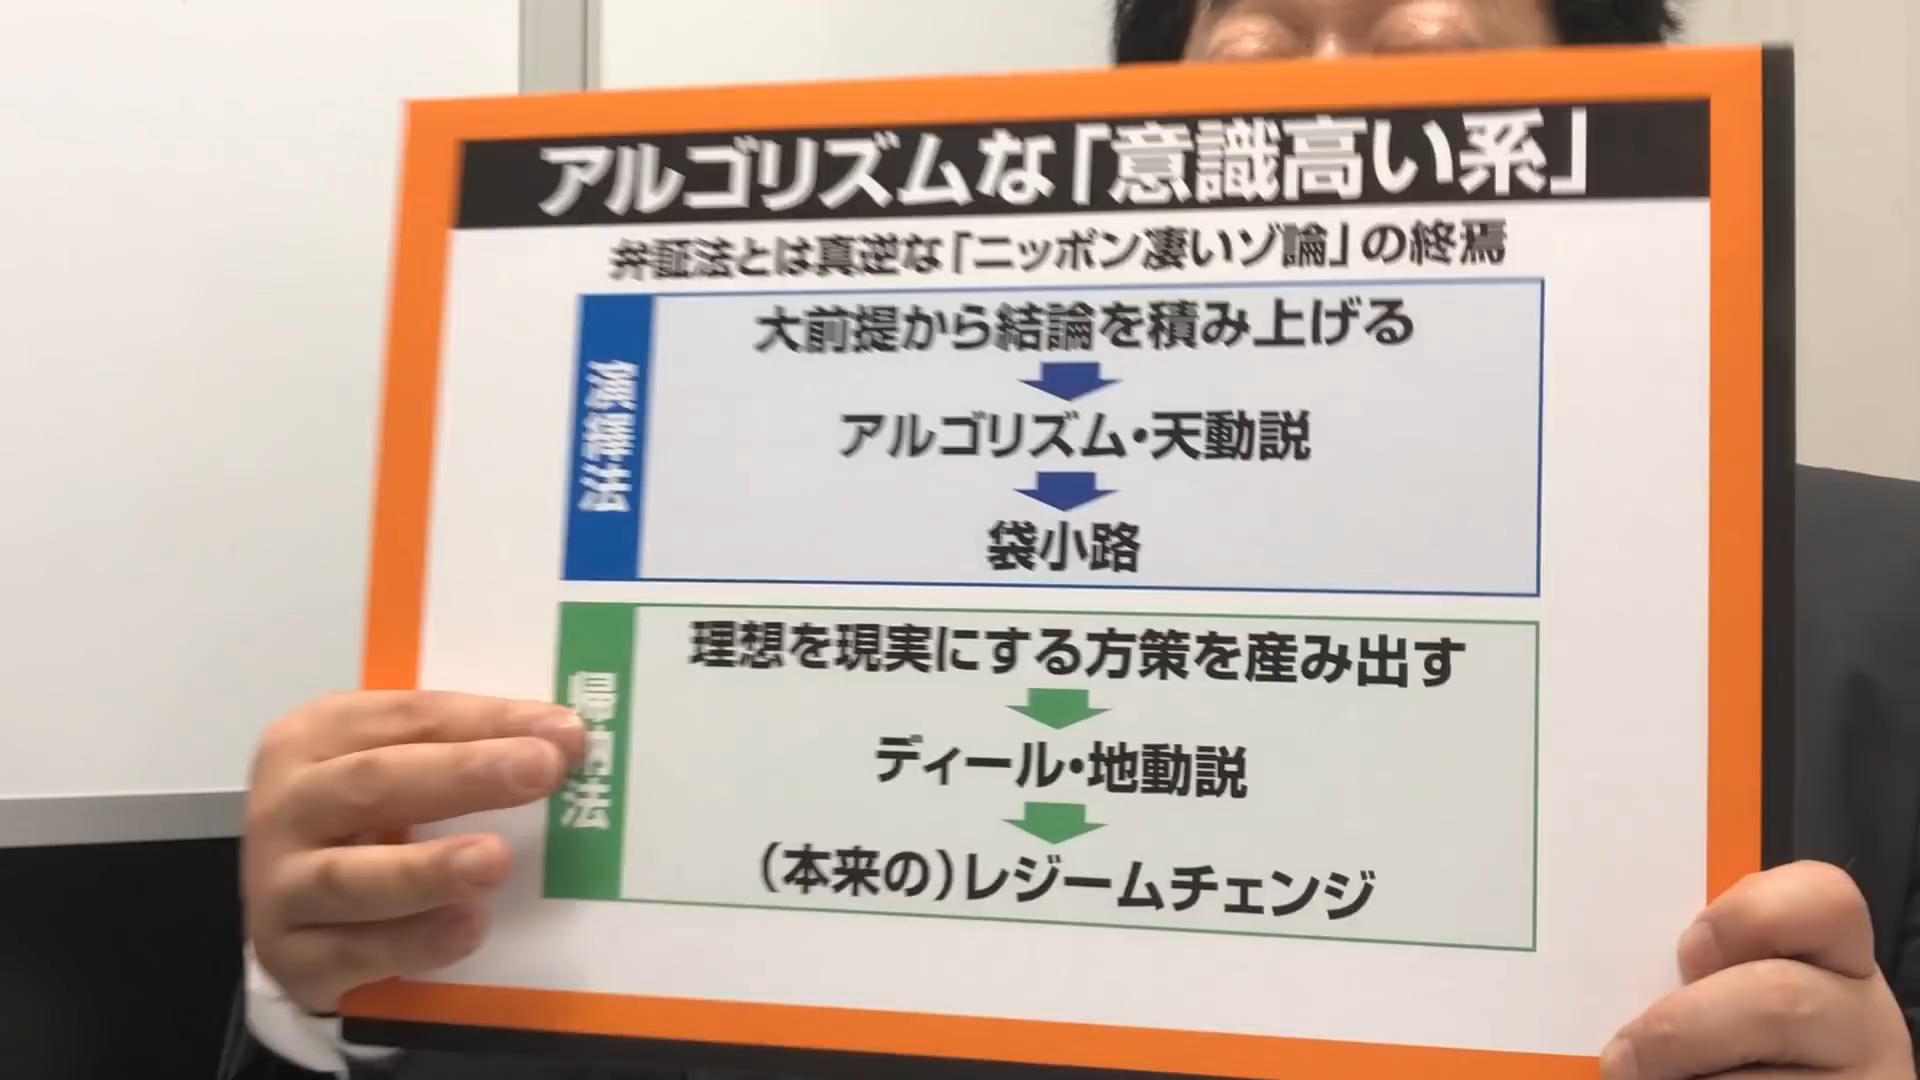 アルゴリズムな「意識高い系」
弁証法とは真逆な「ニッポン凄いゾ論」の終焉
演繹法
大前提から結論を積み上げる
アルゴリズム・天動説
袋小路
帰納法
理想を現実にする方策を産み出す
ディール・地動説
(本来の)レジームチェンジ